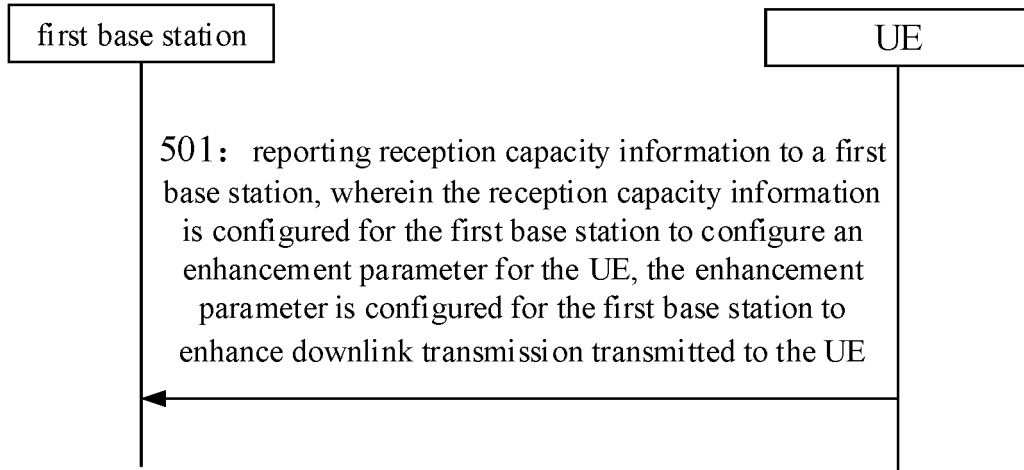 first base station
UE
501： reporting reception capacity information to a first
base station, wherein the reception capacity information
is configured for the first base station to configure an
enhancement parameter for the UE, the enhancement
parameter is configured for the first base station to
enhance downlink transmission transmitted to the UE